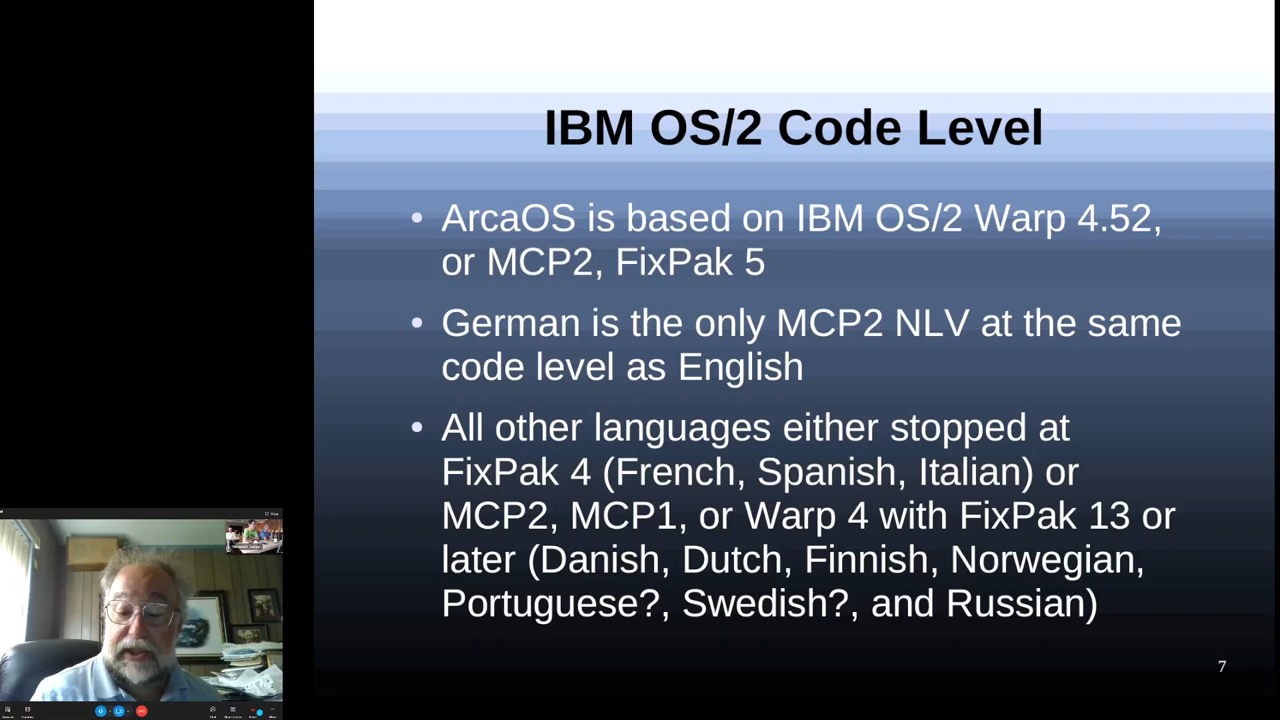 IBM OS/2 Code Level
• ArcaOS is based on IBM OS/2 Warp 4.52,
or MCP2, FixPak 5
• German is the only MCP2 NLV at the same
code level as English
• All other languages either stopped at
FixPak 4 (French, Spanish, Italian) or
MCP2, MCP1, or Warp 4 with FixPak 13 or
later (Danish, Dutch, Finnish, Norwegian,
Portuguese?, Swedish?, and Russian)
7
View